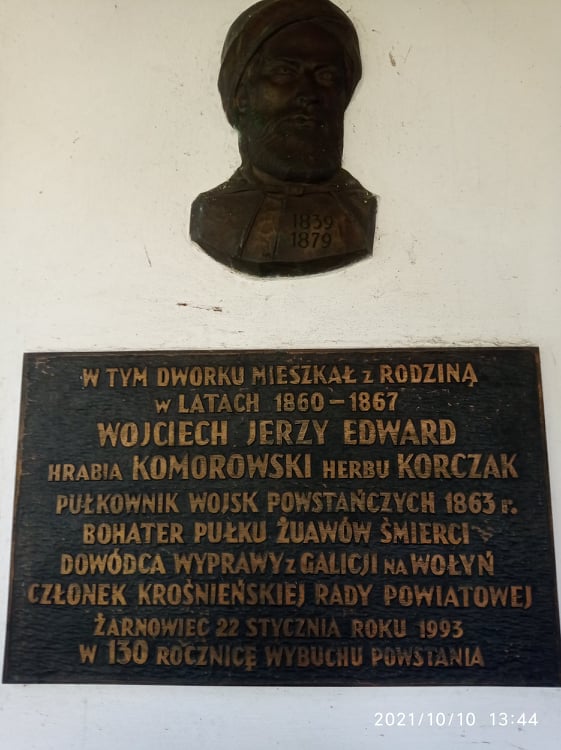 1839
1879
W TYM DWORKU MIESZKAŁ Z RODZINĄ
W LATACH 1860-1867
WOJCIECH JERZY EDWARD
HRABIA KOMOROWSKI HERBU KORCZAK
PUŁKOWNIK WOJSK POWSTAŃCZYCH 1863 r.
BOHATER PUŁKU ŻUAWÓW ŚMIERCI
DOWÓDCA WYPRAWY Z GALICJI NA WOŁYŃ
CZŁONEK KROŚNIEŃSKIEJ RADY POWIATOWEJ
ŻARNOWIEC 22 STYCZNIA ROKU 1993
W 130 ROCZNICĘ WYBUCHU POWSTANIA
2021/10/10 13:44